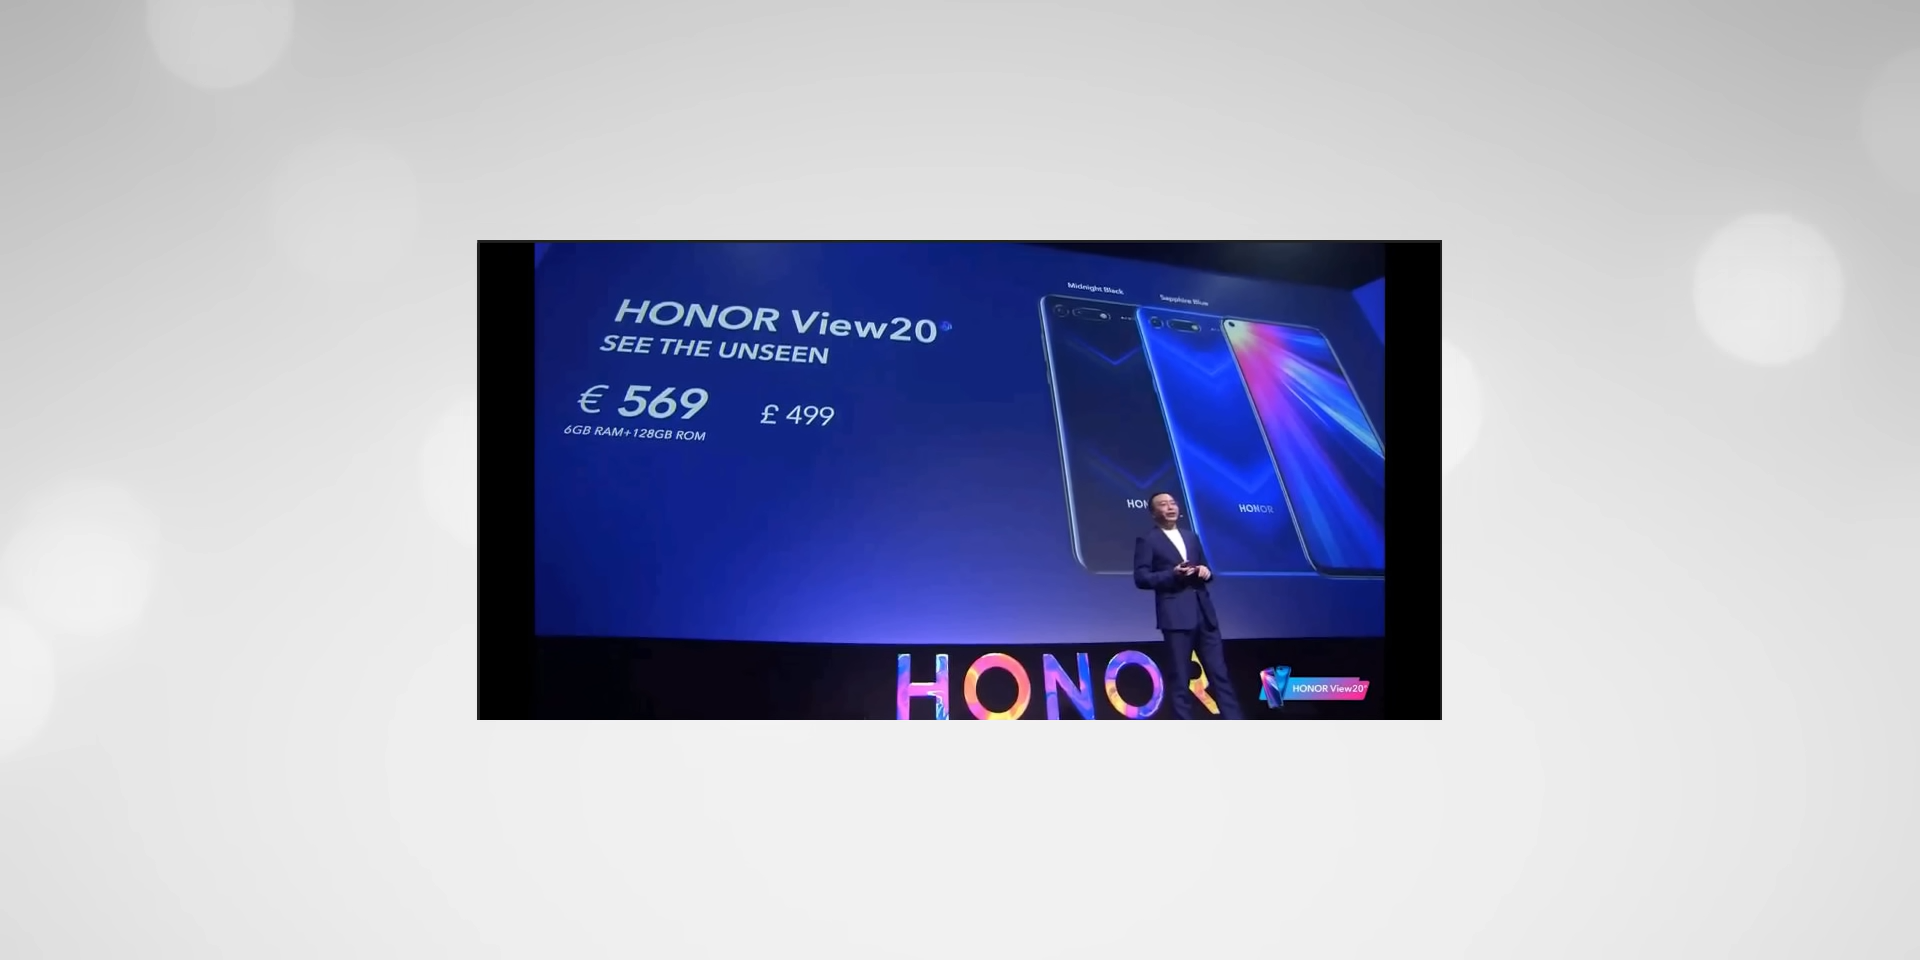 Midnight Black
Sapphire Blue
HONOR View20
SEE THE UNSEEN
€ 569
£ 499
6GB RAM+128GB ROM
HON
HONOR
HONOR
HONOR View20